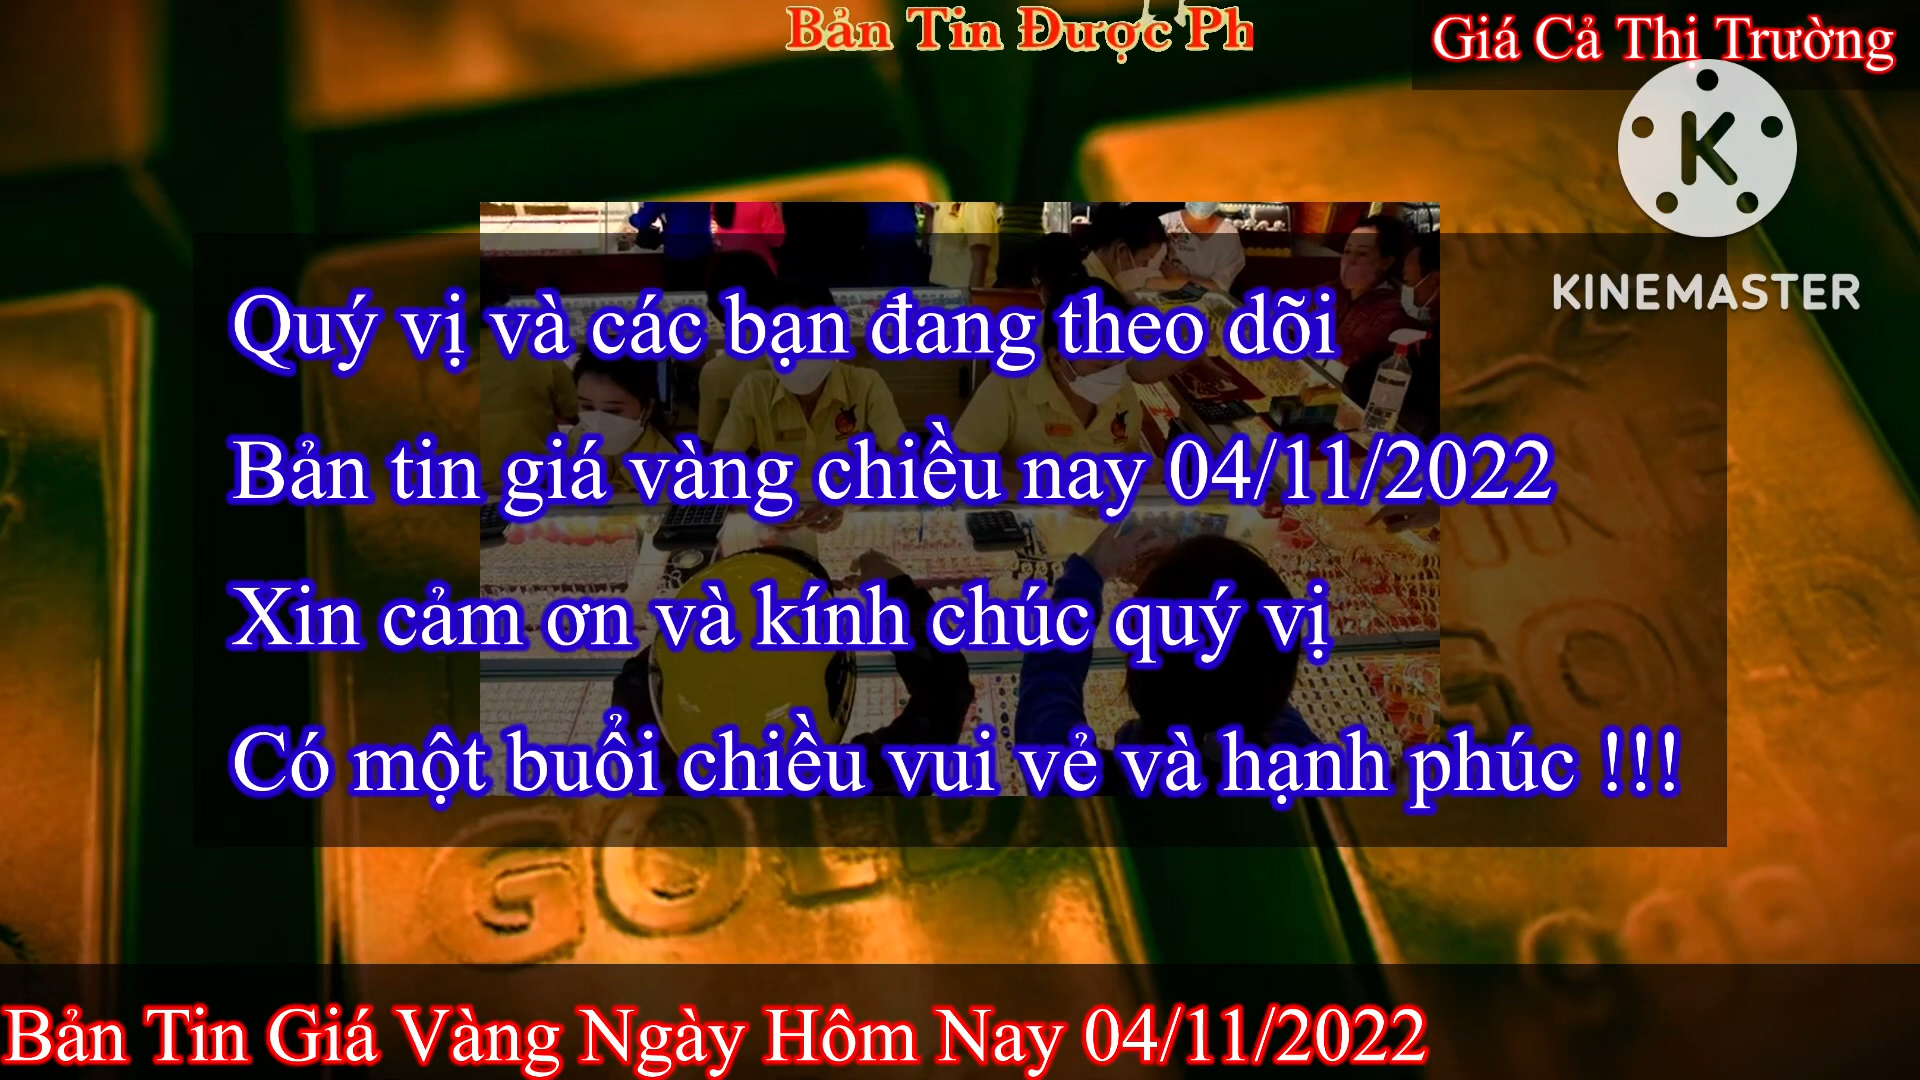 Bản Tin Được Ph
Giá Cả Thị Trường
K
KINEMASTER
Quý vị và các bạn đang theo dõi
Bản tin giá vàng chiều nay 04/11/2022
Xin cảm ơn và kính chúc quý vị
Có một buổi chiều vui vẻ và hạnh phúc !!!
GOLD
Bản Tin Giá Vàng Ngày Hôm Nay 04/11/2022